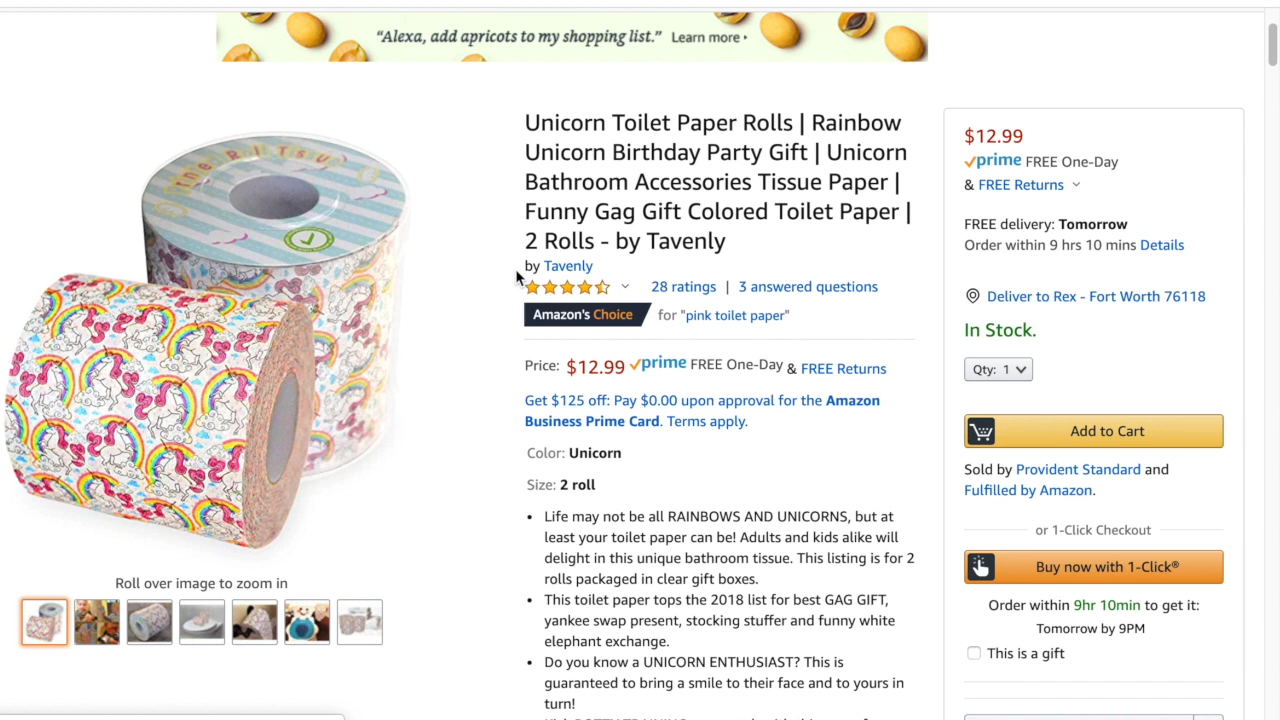 “Alexa, add apricots to my shopping list.” Learn more ›
Unicorn Toilet Paper Rolls | Rainbow
Unicorn Birthday Party Gift | Unicorn
Bathroom Accessories Tissue Paper |
Funny Gag Gift Colored Toilet Paper |
2 Rolls - by Tavenly
by Tavenly
28 ratings | 3 answered questions
Amazon's Choice for "pink toilet paper"
Price: $12.99 prime FREE One-Day & FREE Returns
Get $125 off: Pay $0.00 upon approval for the Amazon
Business Prime Card. Terms apply.
Color: Unicorn
Size: 2 roll
• Life may not be all RAINBOWS AND UNICORNS, but at
least your toilet paper can be! Adults and kids alike will
delight in this unique bathroom tissue. This listing is for 2
rolls packaged in clear gift boxes.
• This toilet paper tops the 2018 list for best GAG GIFT,
yankee swap present, stocking stuffer and funny white
elephant exchange.
• Do you know a UNICORN ENTHUSIAST? This is
guaranteed to bring a smile to their face and to yours in
turn!
Roll over image to zoom in
$12.99
prime FREE One-Day
& FREE Returns
FREE delivery: Tomorrow
Order within 9 hrs 10 mins Details
Deliver to Rex - Fort Worth 76118
In Stock.
Qty: 1
Add to Cart
Sold by Provident Standard and
Fulfilled by Amazon.
or 1-Click Checkout
Buy now with 1-Click®
Order within 9hr 10min to get it:
Tomorrow by 9PM
This is a gift